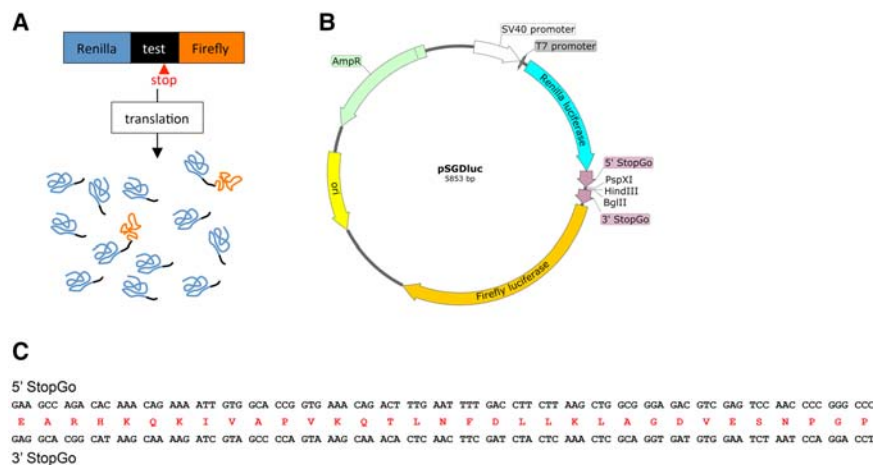 A
Renilla test Firefly
stop
translation
B
SV40 promoter
T7 promoter
AmpR
Renilla luciferase
pSGDluc
5853 bp
5' StopGo
PspXI
HindIII
BglII
3' StopGo
ori
Firefly luciferase
C
5' StopGo
GAA GCC AGA CAC AAA CAG AAA ATT GTG GCA CCG GTG AAA CAG ACT TTG AAT TTT GAC CTT CTT AAG CTG GCG GGA GAC GTC GAG TCC AAC CCC GGG CCC
E A R H K Q K I V A P V K Q T L N F D L L K L A G D V E S N P G P
GAG GCA CGG CAT AAG CAA AAG ATC GTA GCC CCA GTA AAG CAA ACA CTC AAC TTC GAT CTA CTC AAA CTC GCA GGT GAT GTG GAA TCT AAT CCA GGA CCT
3' StopGo